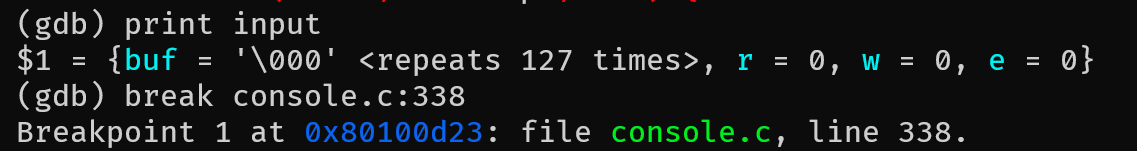 (gdb) print input
$1 = {buf = '\000' <repeats 127 times>, r = 0, w = 0, e = 0}
(gdb) break console.c:338
Breakpoint 1 at 0x80100d23: file console.c, line 338.